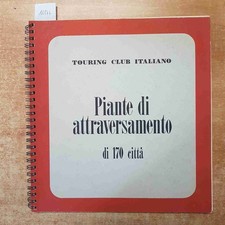 TOURING CLUB ITALIANO
Piante di
attraversamento
di 170 città